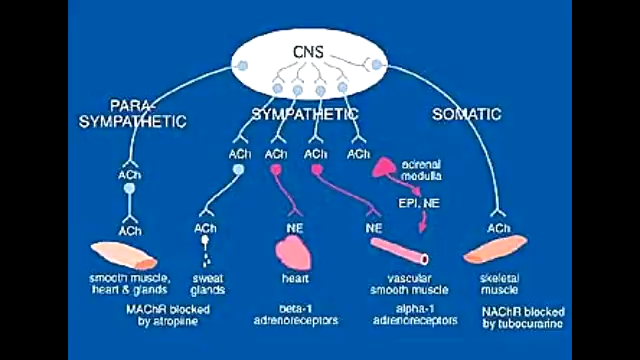 CNS
PARA-
SYMPATHETIC
SYMPATHETIC
SOMATIC
ACh
ACh
ACh
ACh
ACh
adrenal
medulla
EPI, NE
ACh
ACh
NE
NE
ACh
smooth muscle,
heart & glands
sweat
glands
heart
vascular
smooth muscle
skeletal
muscle
MAChR blocked
by atropine
beta-1
adrenoreceptors
alpha-1
adrenoreceptors
NAChR blocked
by tubocurarine